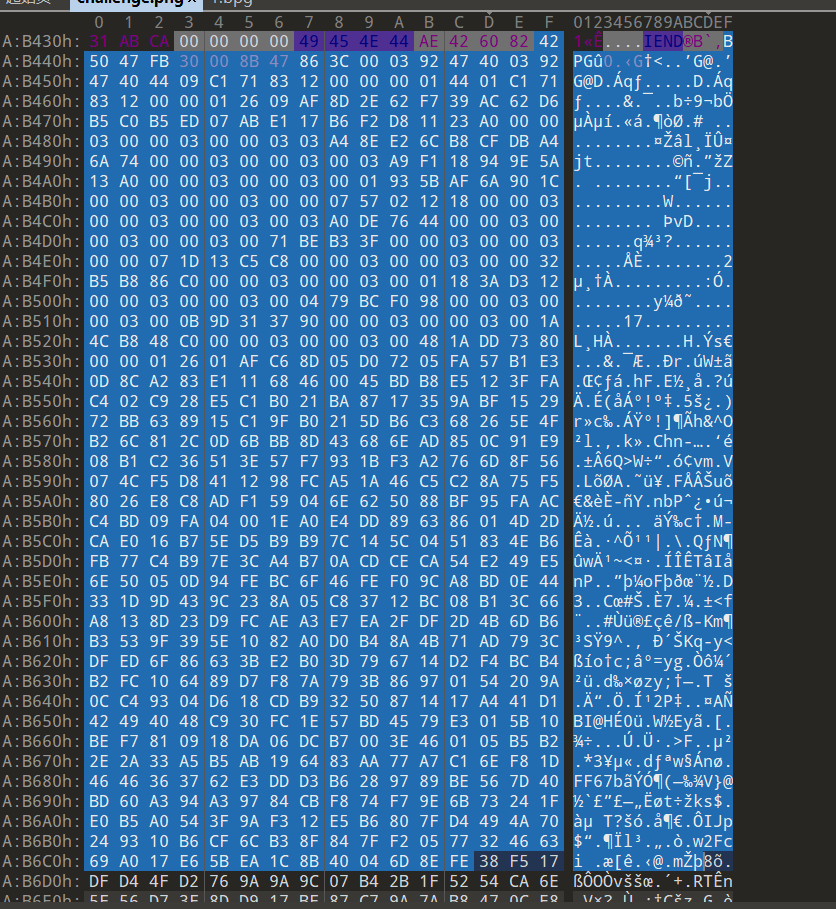 起始页 challenge.png × 1.bpg
0 1 2 3 4 5 6 7 8 9 A B C D E F 0123456789ABCDEF
A:B430h: 31 AB CA 00 00 00 00 49 45 4E 44 AE 42 60 82 42 1«Ê....IEND®B`‚B
A:B440h: 50 47 FB 30 00 8B 47 86 3C 00 03 92 47 40 03 92 PGû0.‹G†<..’G@.’
A:B450h: 47 40 44 09 C1 71 83 12 00 00 01 44 01 C1 71 G@D.Áqƒ....D.Áq
A:B460h: 83 12 00 00 01 26 09 AF 8D 2E 62 F7 39 AC 62 D6 ƒ....&.¯..b÷9¬bÖ
A:B470h: B5 C0 B5 ED 07 AB E1 17 B6 F2 D8 11 23 A0 00 00 µÀµí.«á.¶òØ.# ..
A:B480h: 03 00 00 03 00 00 03 03 A4 8E E2 6C B8 CF DB A4 ........¤Žâl¸ÏÛ¤
A:B490h: 6A 74 00 00 03 00 00 03 00 03 A9 F1 18 94 9E 5A jt........©ñ.”žZ
A:B4A0h: 13 A0 00 00 03 00 00 03 00 01 93 5B AF 6A 90 1C . ........“[¯j..
A:B4B0h: 00 00 03 00 00 03 00 00 07 57 02 12 18 00 00 03 .........W......
A:B4C0h: 00 00 03 00 00 03 00 03 A0 DE 76 44 00 00 03 00 ........ ÞvD....
A:B4D0h: 00 03 00 00 03 00 71 BE B3 3F 00 00 03 00 00 03 ......q¾³?......
A:B4E0h: 00 00 07 1D 13 C5 C8 00 00 03 00 00 03 00 00 32 .....ÅÈ........2
A:B4F0h: B5 B8 86 C0 00 00 03 00 00 03 00 01 18 3A D3 12 µ¸†À.........:Ó.
A:B500h: 00 00 03 00 00 03 00 04 79 BC F0 98 00 00 03 00 ........y¼ð˜....
A:B510h: 00 03 00 0B 9D 31 37 90 00 00 03 00 00 03 00 1A .....17.........
A:B520h: 4C B8 48 C0 00 00 03 00 00 03 00 48 1A DD 73 80 L¸HÀ.......H.Ýs€
A:B530h: 00 00 01 26 01 AF C6 8D 05 D0 72 05 FA 57 B1 E3 ...&.¯Æ..Ðr.úW±ã
A:B540h: 0D 8C A2 83 E1 11 68 46 00 45 BD B8 E5 12 3F FA .Œ¢ƒá.hF.E½¸å.?ú
A:B550h: C4 02 C9 28 E5 C1 B0 21 BA 87 17 35 9A BF 15 29 Ä.É(åÁ°!º‡.5š¿.)
A:B560h: 72 BB 63 89 15 C1 9F B0 21 5D B6 C3 68 26 5E 4F r»c‰.ÁŸ°!]¶Ãh&^O
A:B570h: B2 6C 81 2C 0D 6B BB 8D 43 68 6E AD 85 0C 91 E9 ²l.,.k».Chn-….‘é
A:B580h: 08 B1 C2 36 51 3E 57 F7 93 1B F3 A2 76 6D 8F 56 .±Â6Q>W÷“.ó¢vm.V
A:B590h: 07 4C F5 D8 41 12 98 FC A5 1A 46 C5 C2 8A 75 F5 .LõØA.˜ü¥.FÅÂŠuõ
A:B5A0h: 80 26 E8 C8 AD F1 59 04 6E 62 50 88 BF 95 FA AC €&èÈ-ñY.nbPˆ¿•ú¬
A:B5B0h: C4 BD 09 FA 04 00 1E A0 E4 DD 89 63 86 01 4D 2D Ä½.ú... äÝ‰c†.M-
A:B5C0h: CA E0 16 B7 5E D5 B9 B9 7C 14 5C 04 51 83 4E B6 Êà.·^Õ¹¹|.\.QƒN¶
A:B5D0h: FB 77 C4 B9 7E 3C A4 B7 0A CD CE CA 54 E2 49 E5 ûwÄ¹~<¤·.ÍÎÊTâIå
A:B5E0h: 6E 50 05 0D 94 FE BC 6F 46 FE F0 9C A8 BD 0E 44 nP..”þ¼oFþðœ¨½.D
A:B5F0h: 33 1D 9D 43 9C 23 8A 05 C8 37 12 BC 08 B1 3C 66 3..Cœ#Š.È7.¼.±<f
A:B600h: A8 13 8D 23 D9 FC AE A3 E7 EA 2F DF 2D 4B 6D B6 ¨..#Ùü®£çê/ß-Km¶
A:B610h: B3 53 9F 39 5E 10 82 A0 D0 B4 8A 4B 71 AD 79 3C ³SŸ9^.‚ Ð´ŠKq-y<
A:B620h: DF ED 6F 86 63 3B E2 B0 3D 79 67 14 D2 F4 BC B4 ßío†c;â°=yg.Òô¼´
A:B630h: B2 FC 10 64 89 D7 F8 7A 79 3B 86 97 01 54 20 9A ²ü.d‰×øzy;†—.T š
A:B640h: 0C C4 93 04 D6 18 CD B9 32 50 87 14 17 A4 41 D1 .Ä“.Ö.Í¹2P‡..¤AÑ
A:B650h: 42 49 40 48 C9 30 FC 1E 57 BD 45 79 E3 01 5B 10 BI@HÉ0ü.W½Eyã.[.
A:B660h: BE F7 81 09 18 DA 06 DC B7 00 3E 46 01 05 B5 B2 ¾÷...Ú.Ü·.>F..µ²
A:B670h: 2E 2A 33 A5 B5 AB 19 64 83 AA 77 A7 C1 6E F8 1D .*3¥µ«.dƒªw§Ánø.
A:B680h: 46 46 36 37 62 E3 DD D3 B6 28 97 89 BE 56 7D 40 FF67bãÝÓ¶(—‰¾V}@
A:B690h: BD 60 A3 94 A3 97 84 CB F8 74 F7 9E 6B 73 24 1F ½`£”£—„Ëøt÷žks$.
A:B6A0h: E0 B5 A0 54 3F 9A F3 12 E5 B6 80 7F D4 49 4A 70 àµ T?šó.å¶€.ÔIJp
A:B6B0h: 24 93 10 B6 CF 6C B3 8F 84 7F F2 05 77 32 46 63 $“.¶Ïl³.„.ò.w2Fc
A:B6C0h: 69 A0 17 E6 5B EA 1C 8B 40 04 6D 8E FE 38 F5 17 i .æ[ê.‹@.mŽþ8õ.
A:B6D0h: DF D4 4F D2 76 9A 9A 9C 07 B4 2B 1F 52 54 CA 6E ßÔOÒvššœ.´+.RTÊn